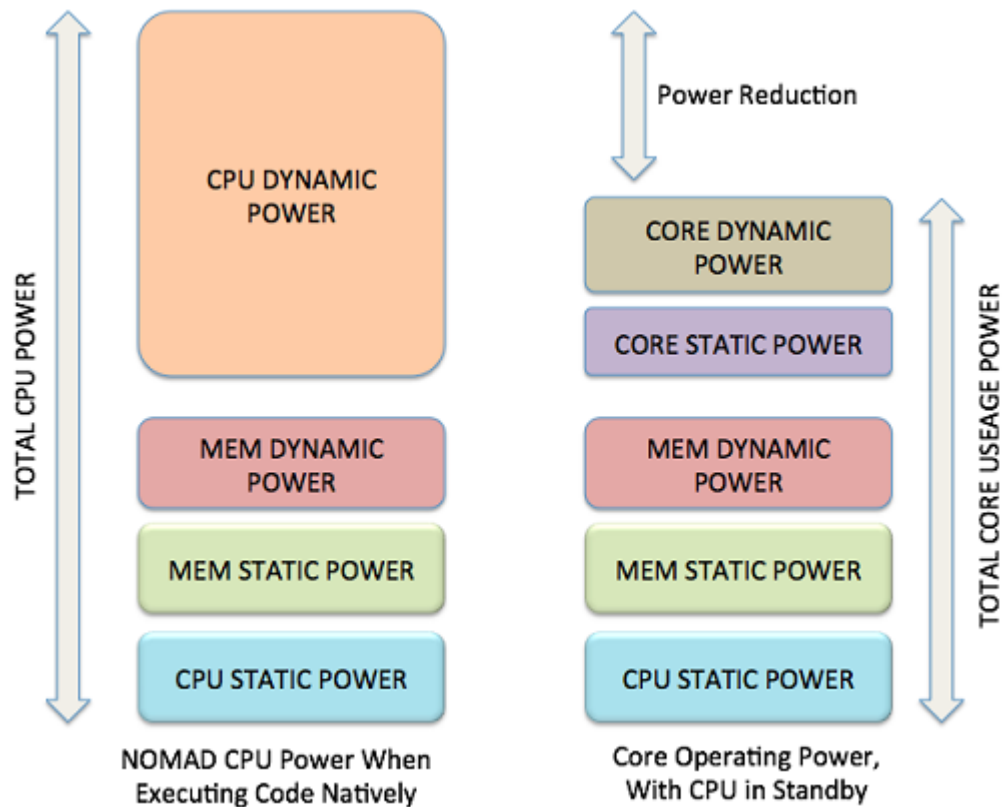 TOTAL CPU POWER
CPU DYNAMIC
POWER
MEM DYNAMIC
POWER
MEM STATIC POWER
CPU STATIC POWER
NOMAD CPU Power When
Executing Code Natively
Power Reduction
CORE DYNAMIC
POWER
CORE STATIC POWER
MEM DYNAMIC
POWER
MEM STATIC POWER
CPU STATIC POWER
Core Operating Power,
With CPU in Standby
TOTAL CORE USEAGE POWER